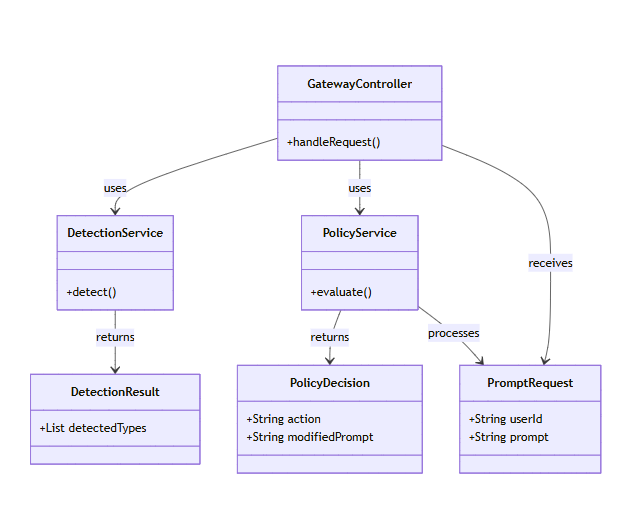 GatewayController
+handleRequest()
uses
uses
DetectionService
+detect()
PolicyService
+evaluate()
receives
returns
returns
processes
DetectionResult
+List detectedTypes
PolicyDecision
+String action
+String modifiedPrompt
PromptRequest
+String userId
+String prompt